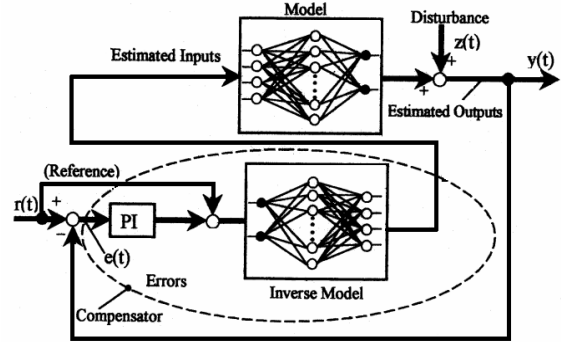 Model
Disturbance
z(t)
y(t)
Estimated Inputs
+
+
Estimated Outputs
(Reference)
r(t)
+
−
PI
e(t)
Errors
Inverse Model
Compensator